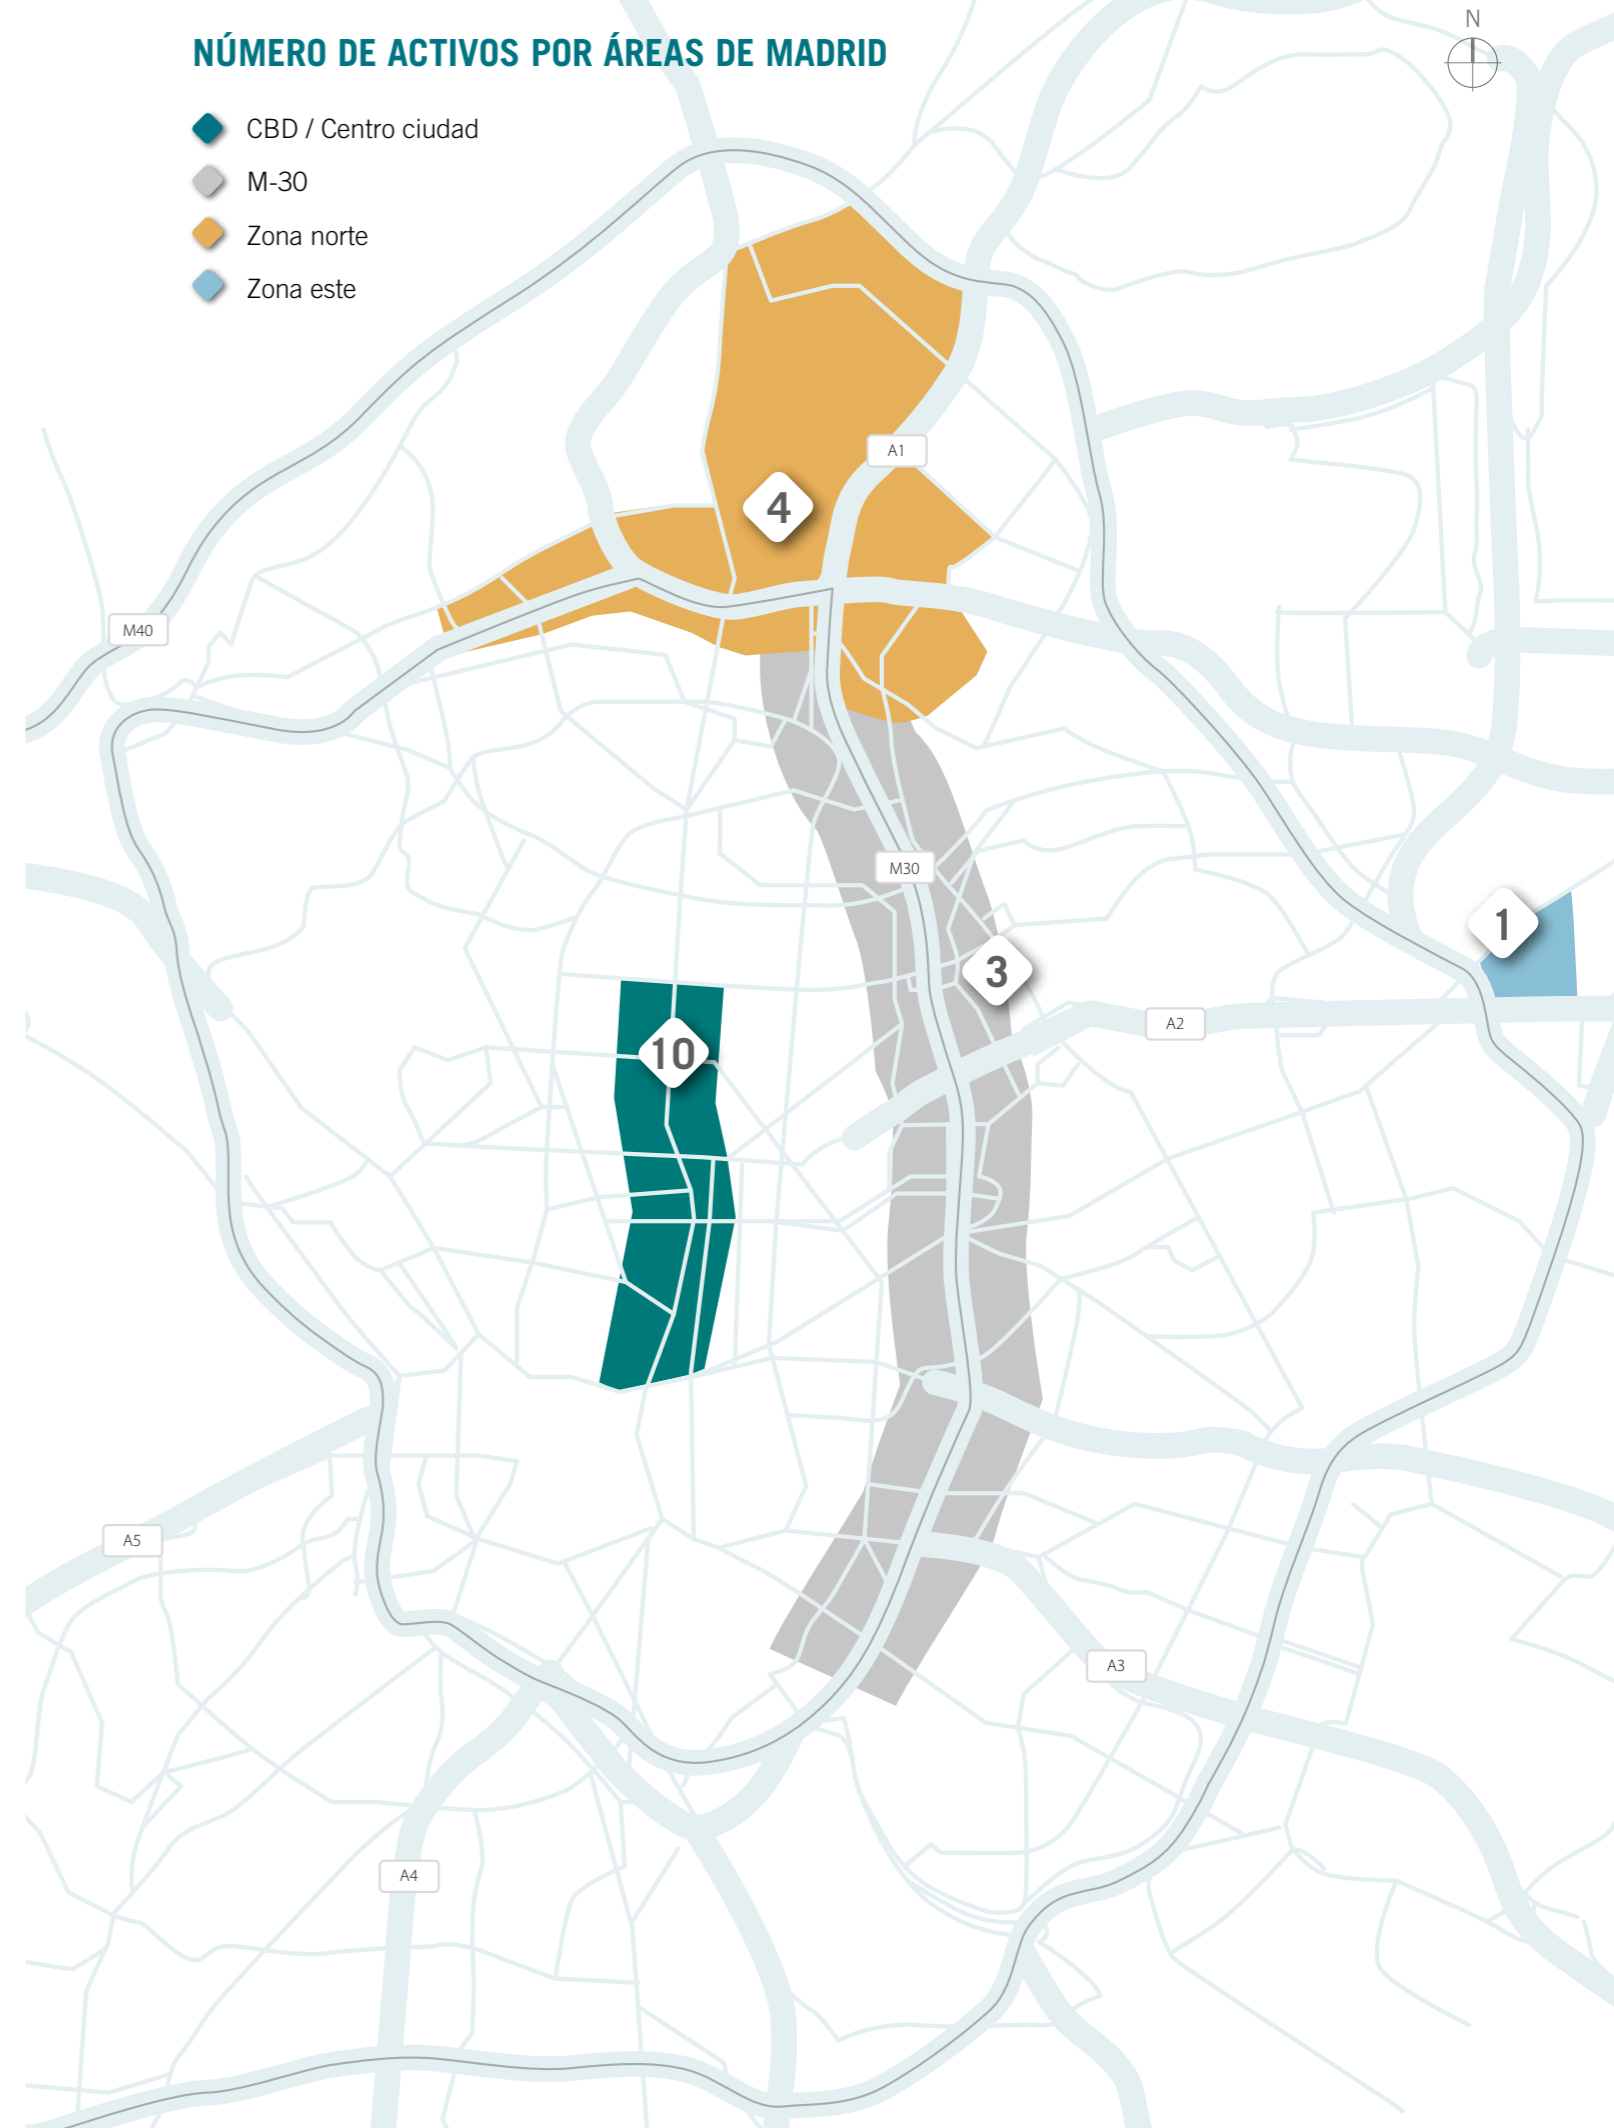 NÚMERO DE ACTIVOS POR ÁREAS DE MADRID
N
CBD / Centro ciudad
M-30
Zona norte
Zona este
A1
4
M40
M30
1
3
A2
10
A5
A3
A4